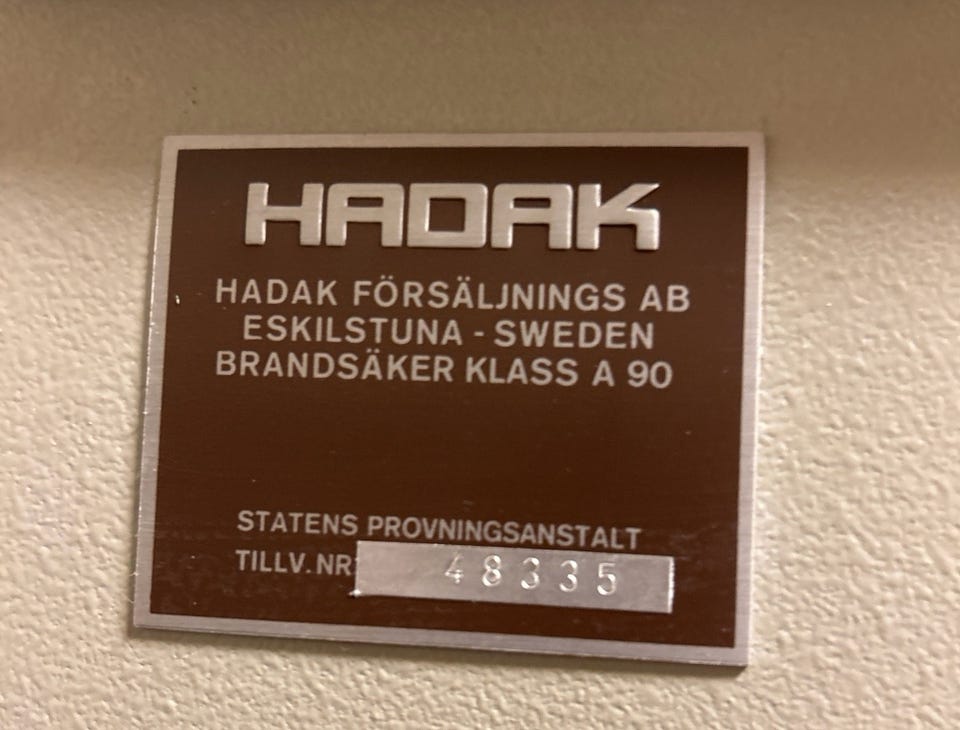 HADAK
HADAK FÖRSÄLJNINGS AB
ESKILSTUNA - SWEDEN
BRANDSÄKER KLASS A 90
STATENS PROVNINGSANSTALT
TILLV. NR 48335